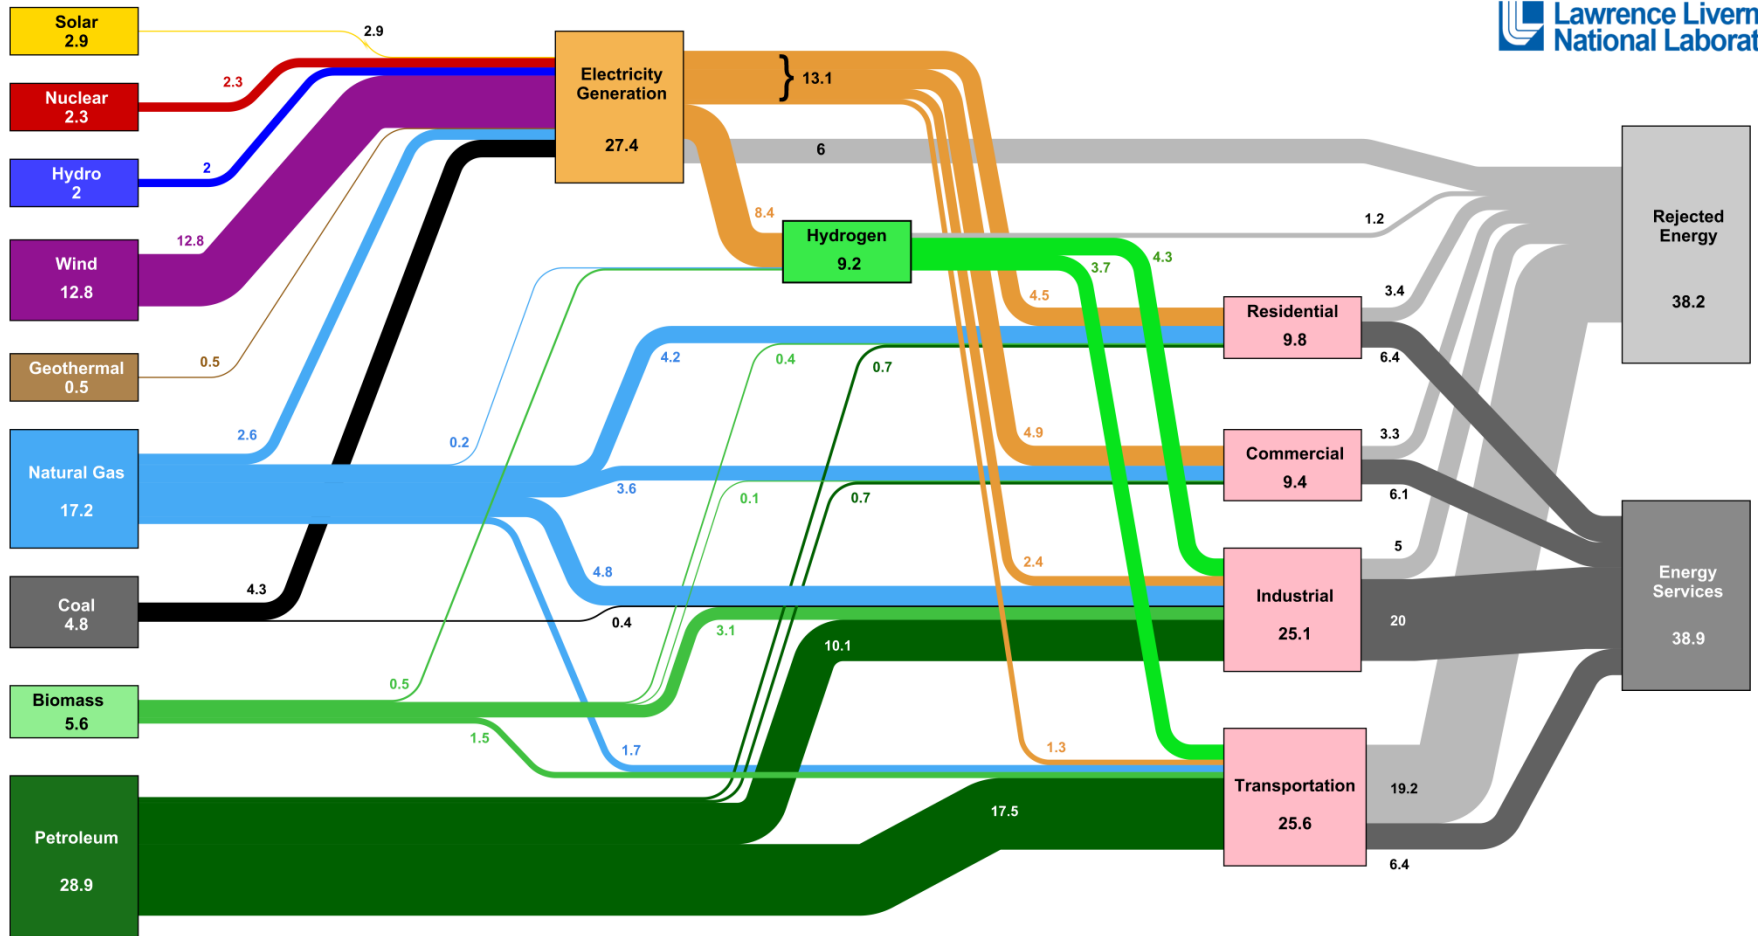 Lawrence Liverm
National Laborat
Solar
2.9
2.9
Nuclear
2.3
2.3
Hydro
2
2
Wind
12.8
12.8
Geothermal
0.5
0.5
Natural Gas
17.2
2.6
0.2
4.2
3.6
4.8
1.7
Coal
4.8
4.3
0.4
Biomass
5.6
0.5
0.4
0.1
3.1
1.5
Petroleum
28.9
0.7
0.7
10.1
17.5
Electricity
Generation
27.4
} 13.1
6
8.4
Hydrogen
9.2
1.2
3.7
4.3
4.5
4.9
2.4
1.3
Residential
9.8
3.4
6.4
Commercial
9.4
3.3
6.1
Industrial
25.1
5
20
Transportation
25.6
19.2
6.4
Rejected
Energy
38.2
Energy
Services
38.9